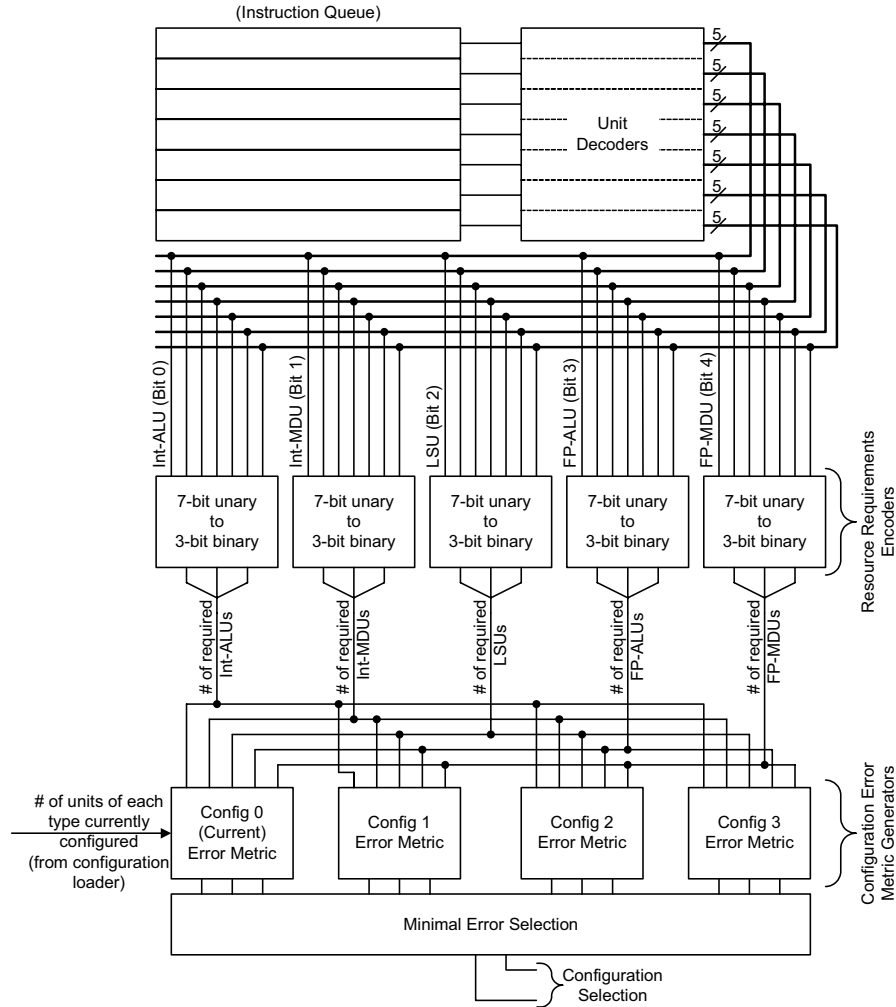 (Instruction Queue)
5
5
5
5
5
5
5
Unit
Decoders
Int-ALU (Bit 0)
Int-MDU (Bit 1)
LSU (Bit 2)
FP-ALU (Bit 3)
FP-MDU (Bit 4)
7-bit unary
to
3-bit binary
7-bit unary
to
3-bit binary
7-bit unary
to
3-bit binary
7-bit unary
to
3-bit binary
7-bit unary
to
3-bit binary
Resource Requirements
Encoders
# of required
Int-ALUs
# of required
Int-MDUs
# of required
LSUs
# of required
FP-ALUs
# of required
FP-MDUs
# of units of each
type currently
configured
(from configuration
loader)
Config 0
(Current)
Error Metric
Config 1
Error Metric
Config 2
Error Metric
Config 3
Error Metric
Configuration Error
Metric Generators
Minimal Error Selection
Configuration
Selection